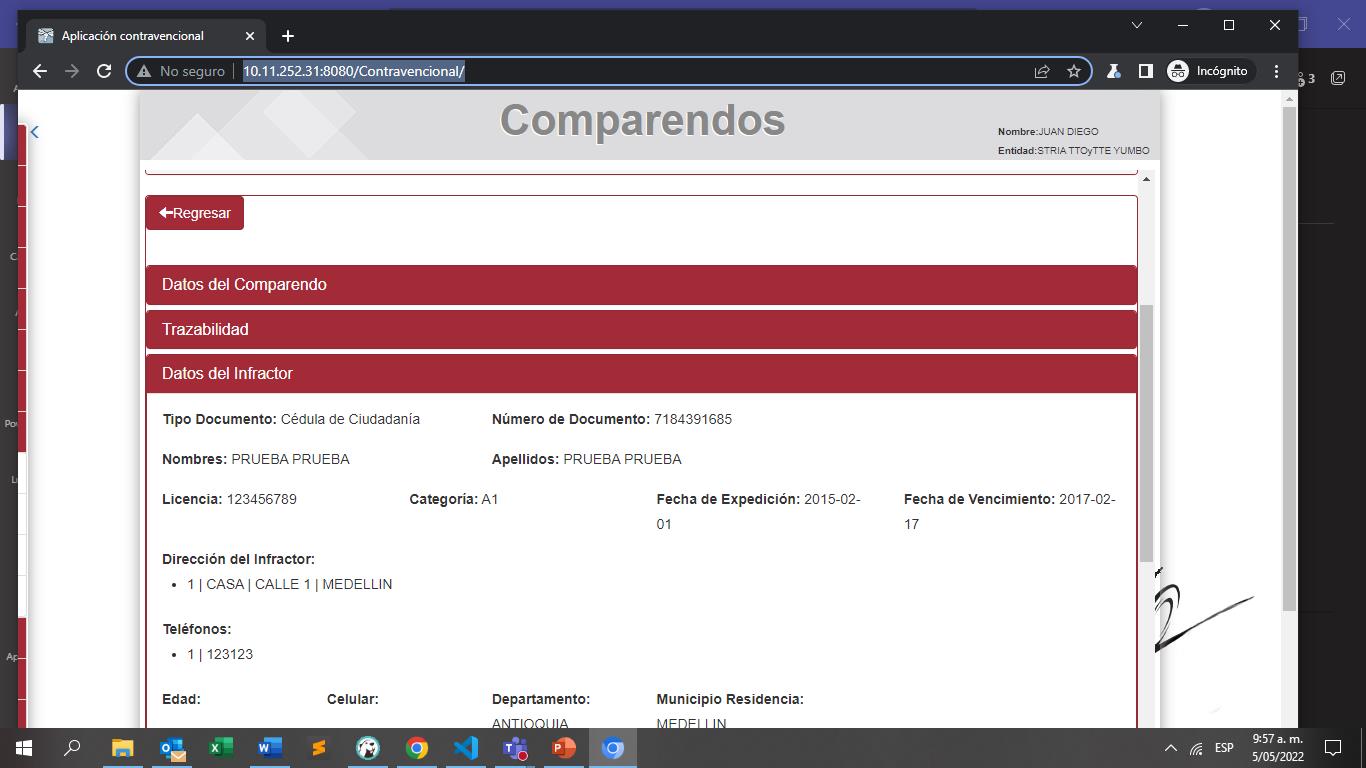 Aplicación contravencional
No seguro
10.11.252.31:8080/Contravencional/
Incógnito
3
Comparendos
Nombre:JUAN DIEGO
Entidad:STRIA TTOyTTE YUMBO
Regresar
Datos del Comparendo
Trazabilidad
Datos del Infractor
Tipo Documento: Cédula de Ciudadanía Número de Documento: 7184391685
Nombres: PRUEBA PRUEBA Apellidos: PRUEBA PRUEBA
Licencia: 123456789 Categoría: A1 Fecha de Expedición: 2015-02- Fecha de Vencimiento: 2017-02-
01 17
Dirección del Infractor:
• 1 | CASA | CALLE 1 | MEDELLIN
Teléfonos:
• 1 | 123123
Edad: Celular: Departamento: Municipio Residencia:
ANTIOQUIA MEDELLIN
ESP
9:57 a. m.
5/05/2022